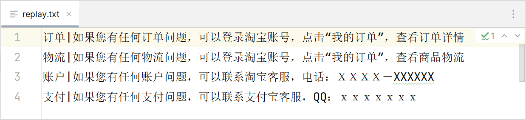 replay.txt
1 订单|如果您有任何订单问题，可以登录淘宝账号，点击“我的订单”，查看订单详情
2 物流|如果您有任何物流问题，可以登录淘宝账号，点击“我的订单”，查看商品物流
3 账户|如果您有任何账户问题，可以联系淘宝客服，电话：ＸＸＸＸ－XXXXXX
4 支付|如果您有任何支付问题，可以联系支付宝客服，QQ：ＸＸＸＸＸＸＸ
1